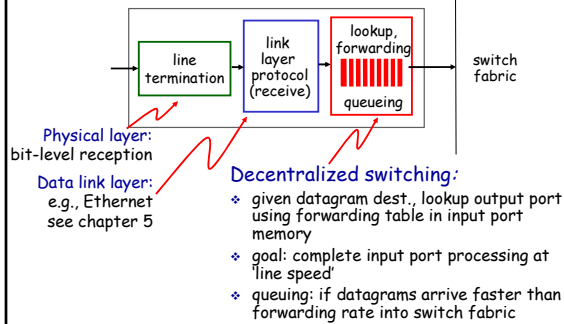 line
termination
link
layer
protocol
(receive)
lookup,
forwarding
queueing
switch
fabric
Physical layer:
bit-level reception
Data link layer:
e.g., Ethernet
see chapter 5
Decentralized switching:
❖ given datagram dest., lookup output port
using forwarding table in input port
memory
❖ goal: complete input port processing at
'line speed'
❖ queuing: if datagrams arrive faster than
forwarding rate into switch fabric